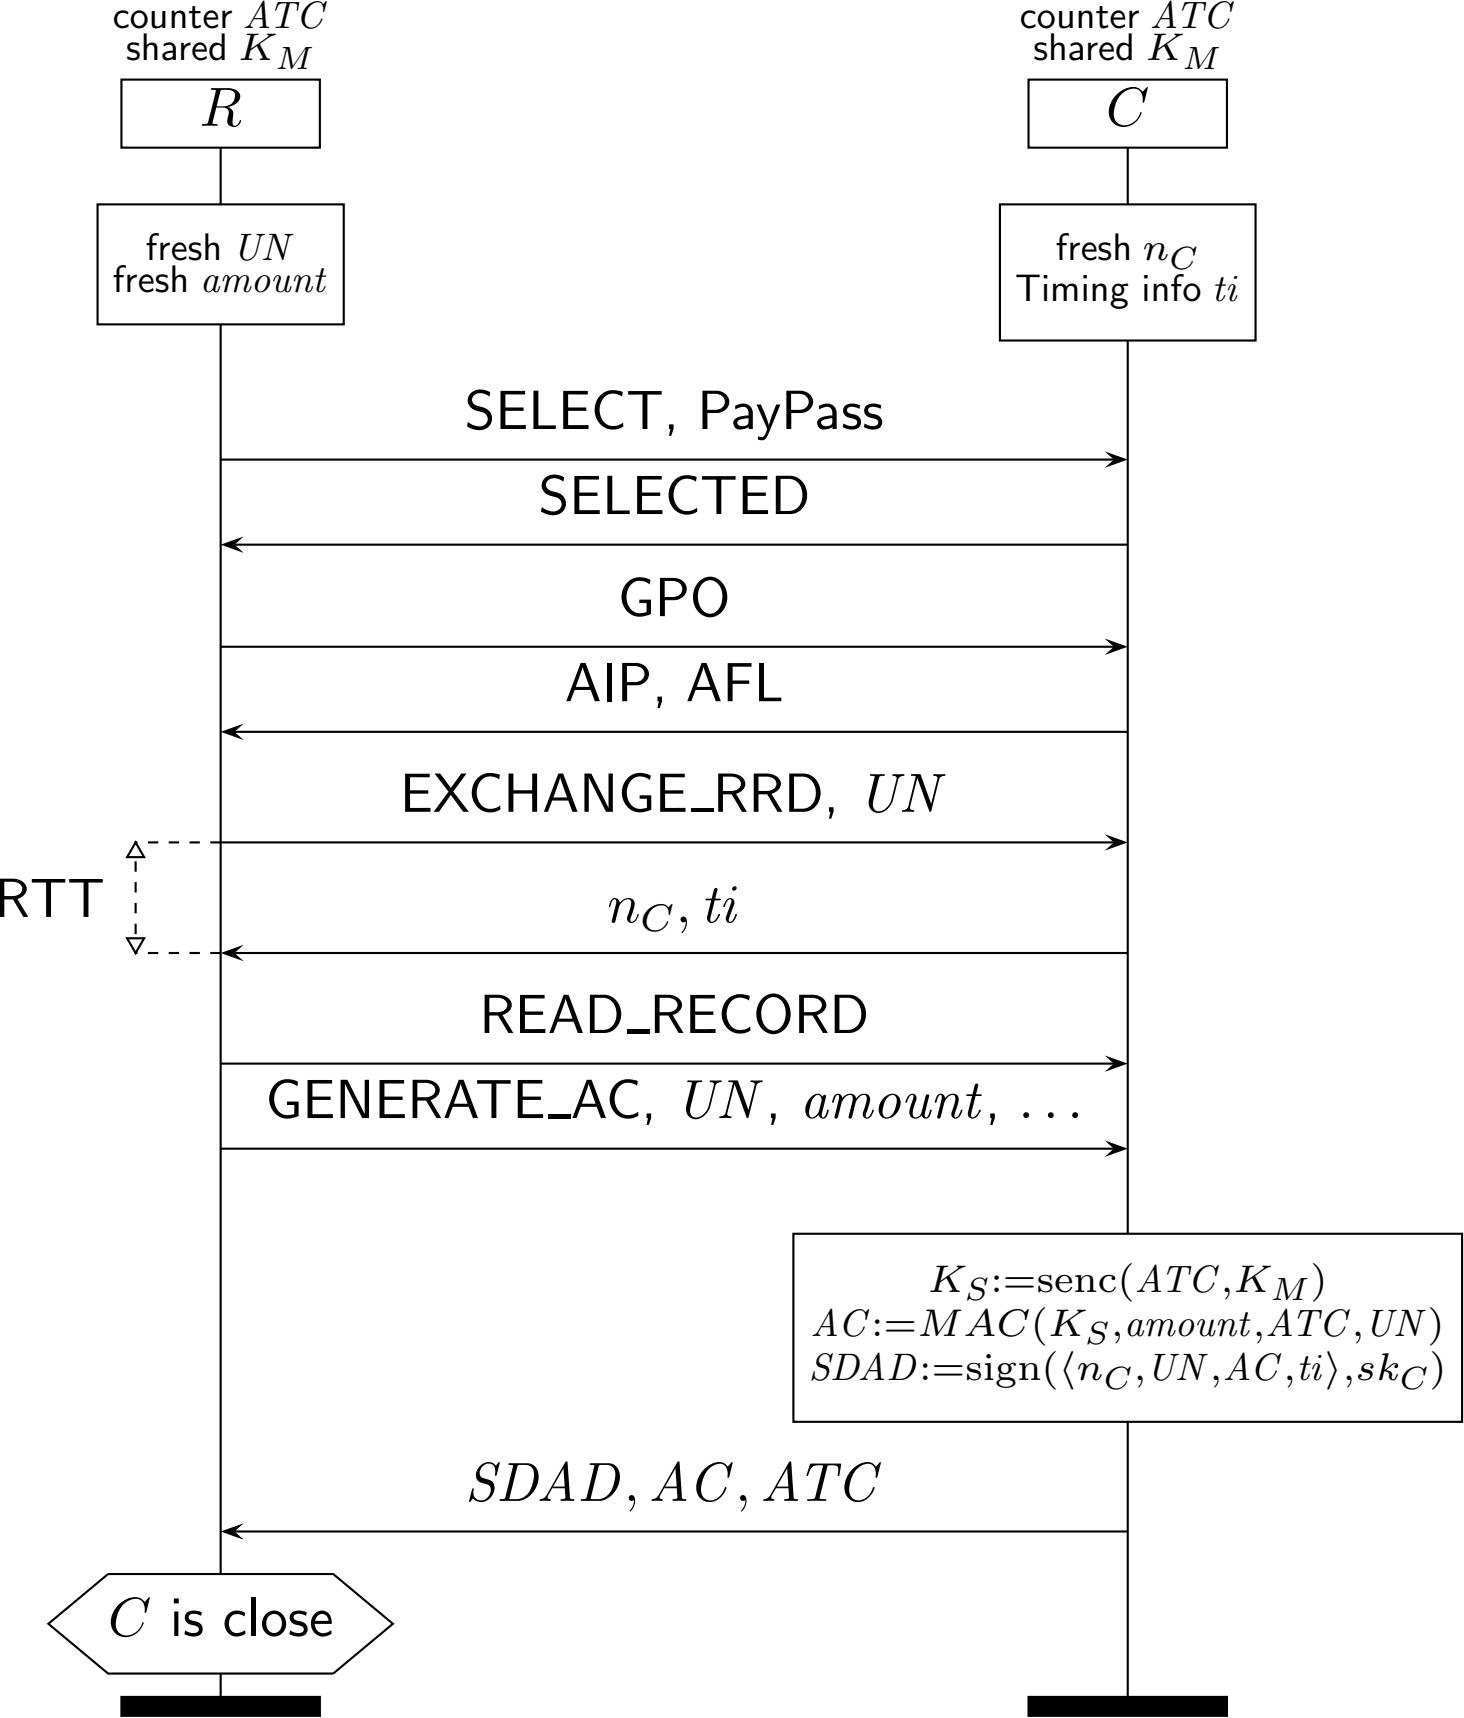 counter ATC
shared K_M
R
counter ATC
shared K_M
C
fresh UN
fresh amount
fresh n_C
Timing info ti
SELECT, PayPass
SELECTED
GPO
AIP, AFL
EXCHANGE_RRD, UN
RTT
n_C, ti
READ_RECORD
GENERATE_AC, UN, amount, ...
K_S:=senc(ATC,K_M)
AC:=MAC(K_S,amount,ATC,UN)
SDAD:=sign(⟨n_C,UN,AC,ti⟩,sk_C)
SDAD, AC, ATC
C is close